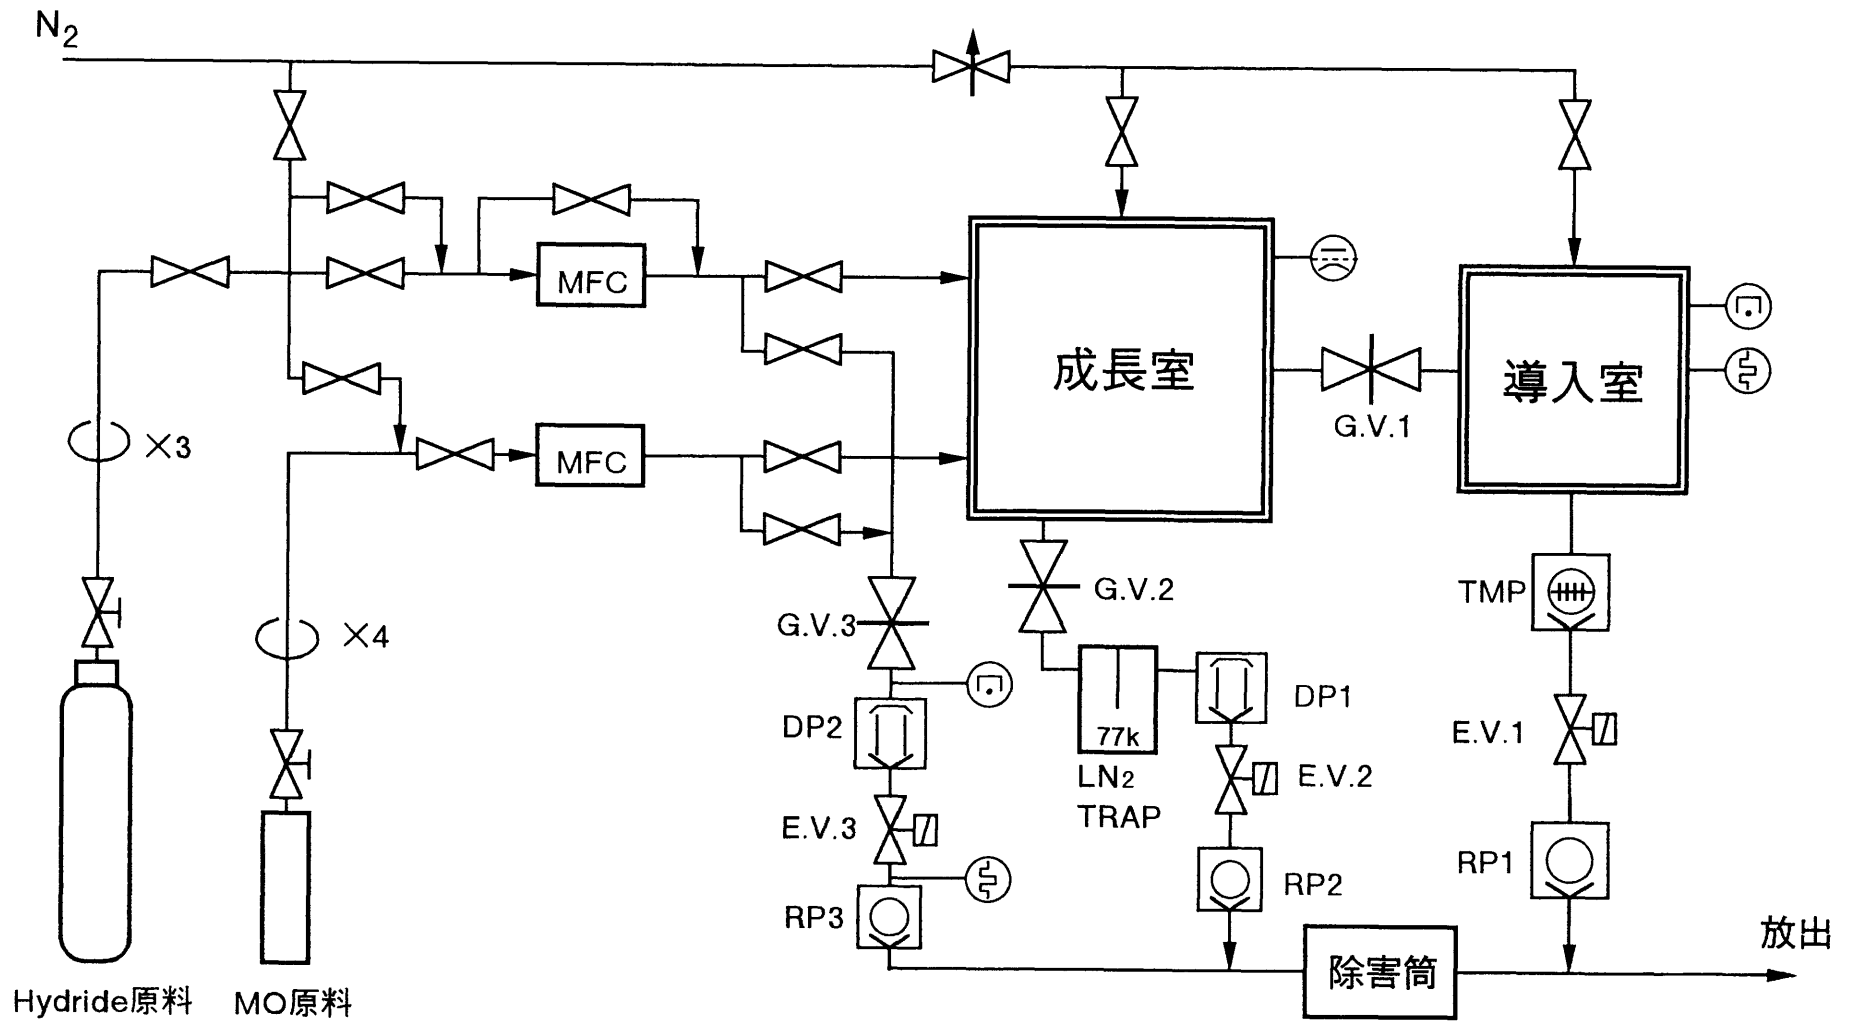 N2
MFC
成長室
導入室
G.V.1
×3
MFC
G.V.2
TMP
G.V.3
×4
DP1
DP2
77k
E.V.1
LN2
TRAP
E.V.2
E.V.3
RP1
RP2
RP3
放出
除害筒
Hydride原料
MO原料